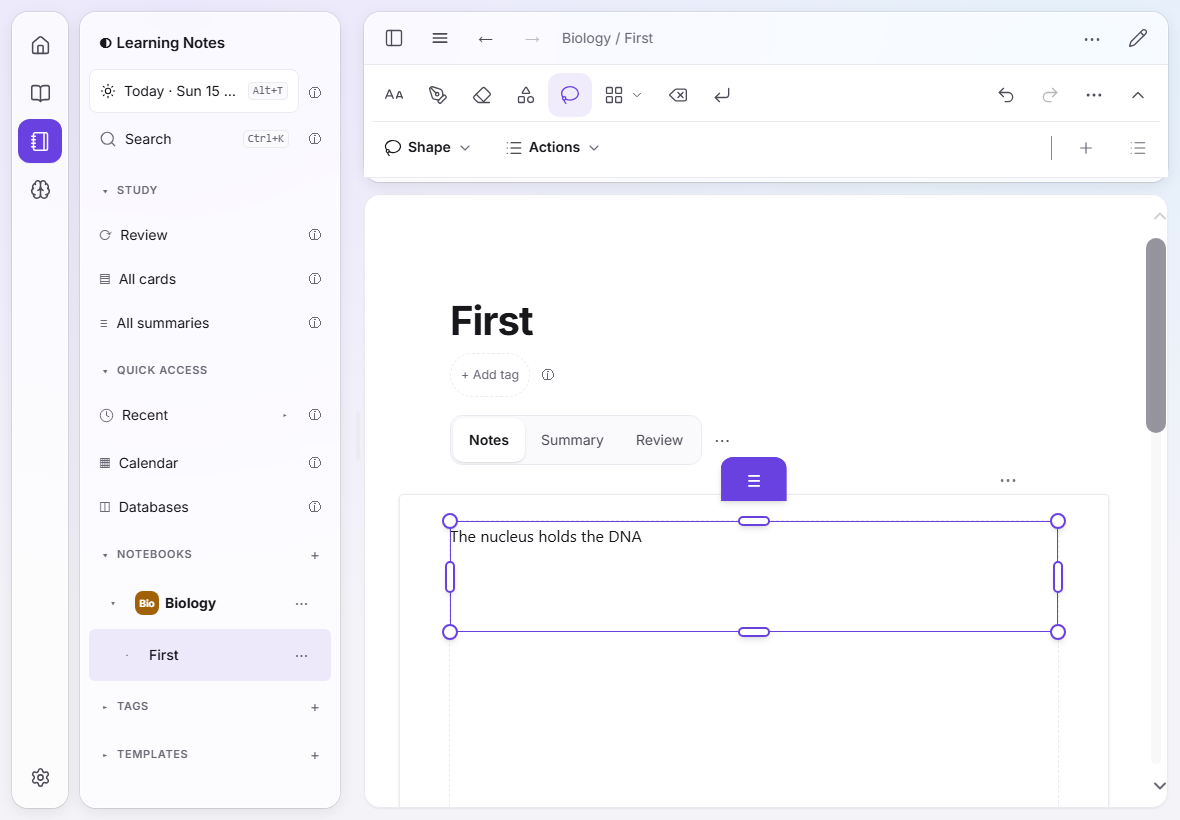 Learning Notes
Today · Sun 15 ...
Alt+T
Search
Ctrl+K
STUDY
Review
All cards
All summaries
QUICK ACCESS
Recent
Calendar
Databases
NOTEBOOKS
Bio
Biology
First
TAGS
TEMPLATES
Biology / First
AA
Shape
Actions
First
+ Add tag
Notes
Summary
Review
The nucleus holds the DNA